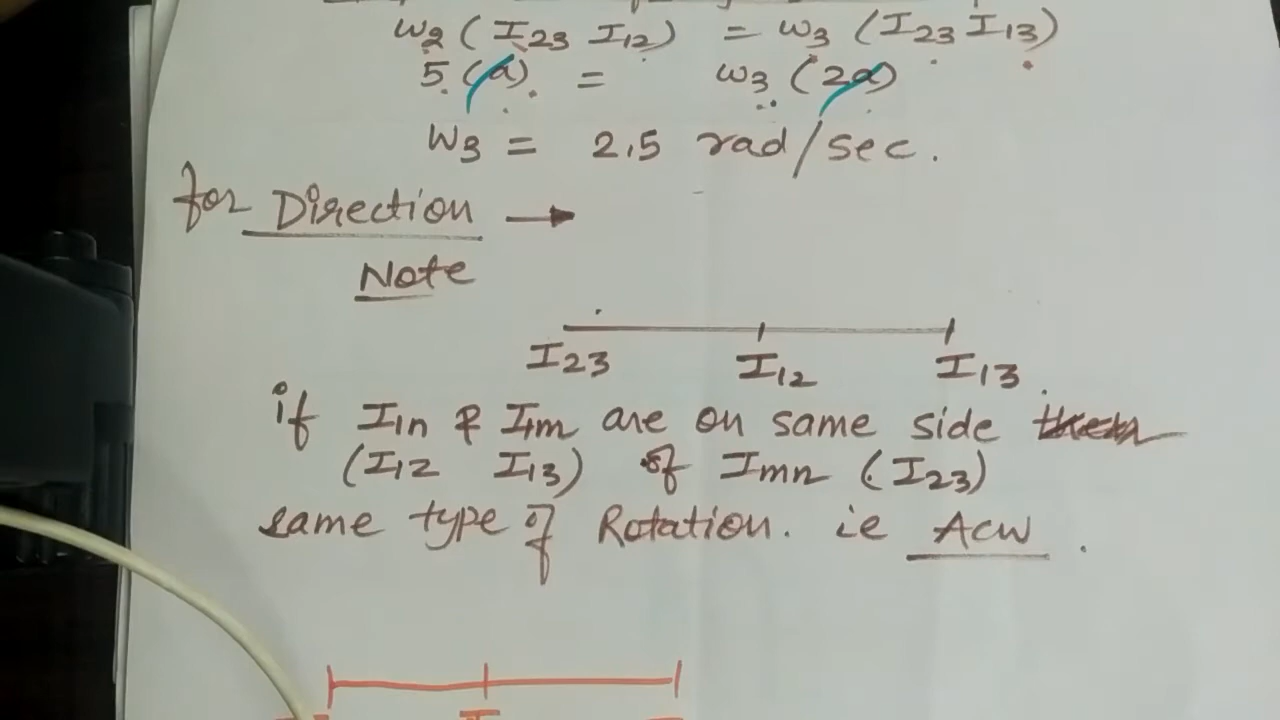 ω2 (I23 I12) = ω3 (I23 I13)
5 (a) = ω3 (2a)
ω3 = 2.5 rad/sec.
for Direction →
Note
I23 I12 I13
if I1n & I1m are on same side
(I12 I13) of Imn (I23)
same type of Rotation. ie ACW.
I